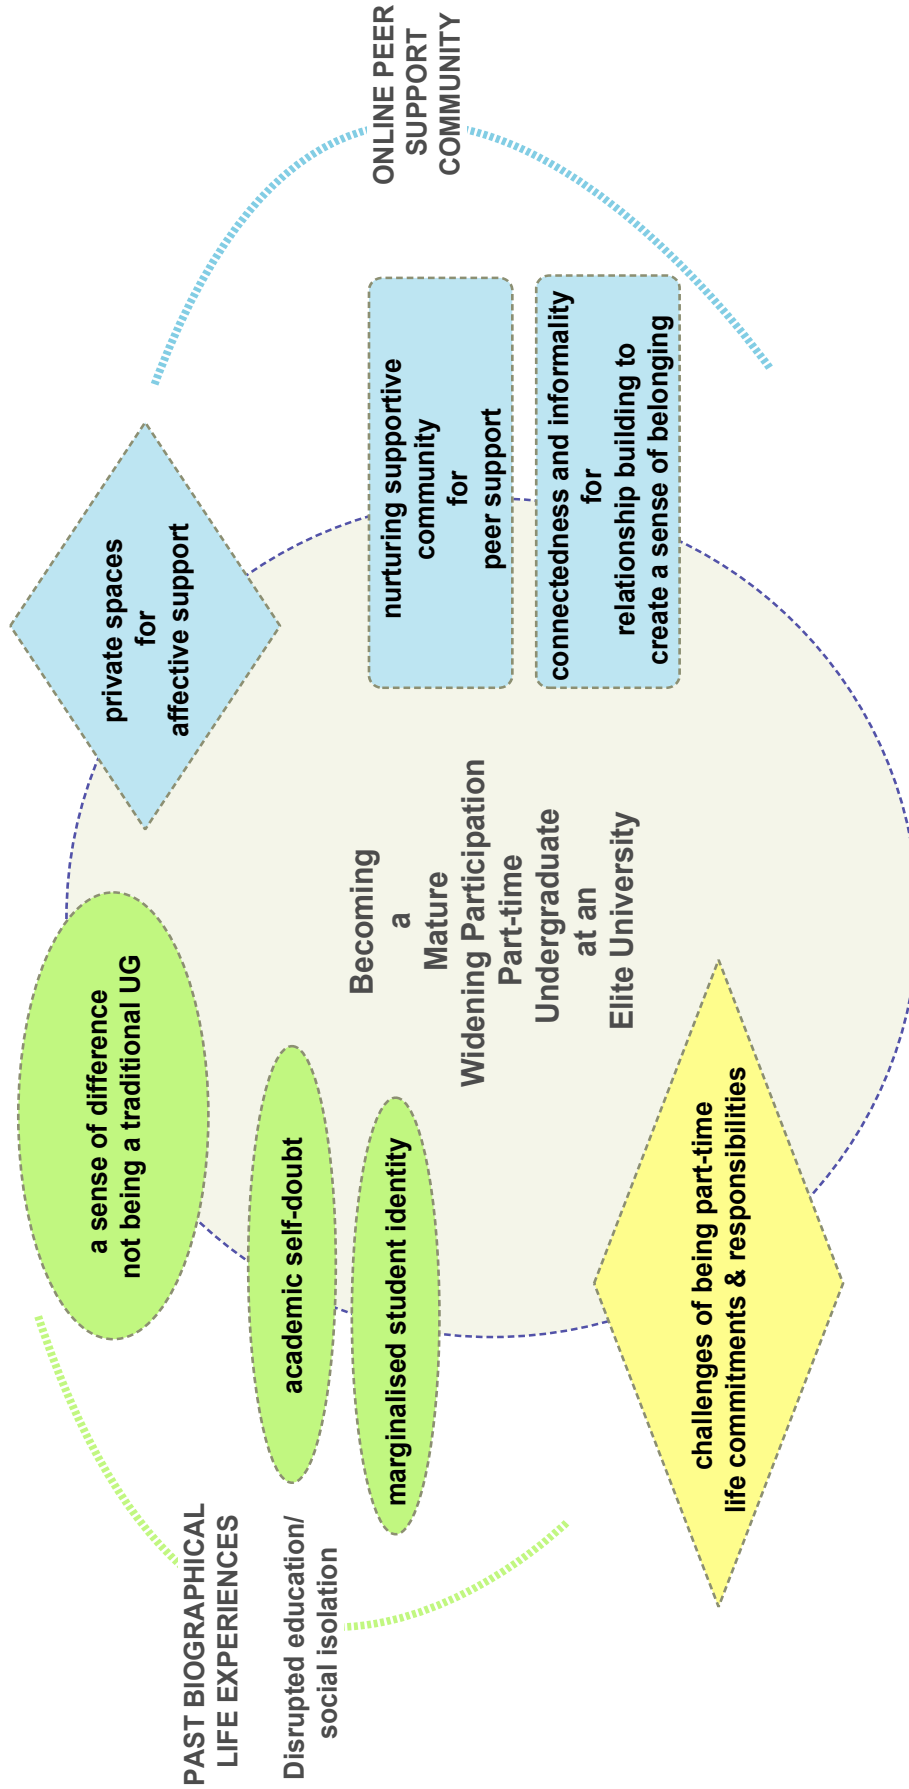 PAST BIOGRAPHICAL
LIFE EXPERIENCES
Disrupted education/
social isolation
a sense of difference
not being a traditional UG
academic self-doubt
marginalised student identity
challenges of being part-time
life commitments & responsibilities
Becoming
a
Mature
Widening Participation
Part-time
Undergraduate
at an
Elite University
private spaces
for
affective support
nurturing supportive
community
for
peer support
connectedness and informality
for
relationship building to
create a sense of belonging
ONLINE PEER
SUPPORT
COMMUNITY